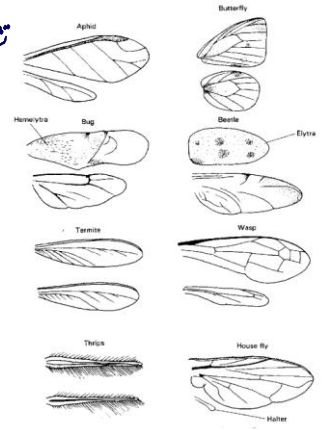 Butterfly
Aphid
Hemelytra
Bug
Beetle
Elytra
Termite
Wasp
Thrips
House fly
Halter